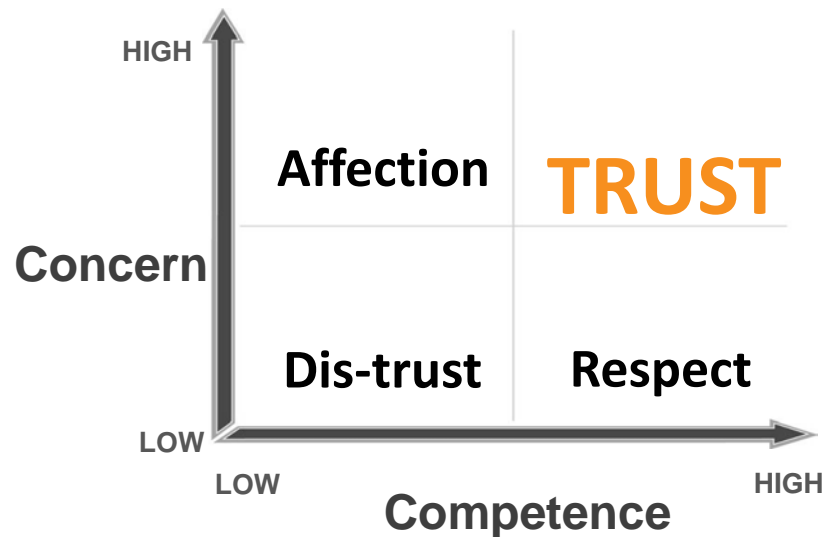 HIGH
Affection
TRUST
Concern
Dis-trust
Respect
LOW
LOW
HIGH
Competence